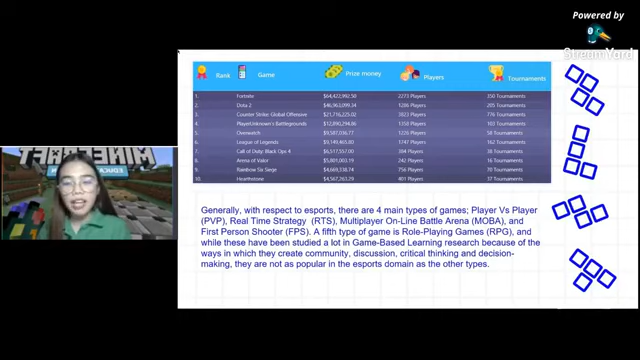 Powered by
StreamYard
MINECRAFT
EDUCATION
Rank Game Prize money Players Tournaments
1. Fortnite $64,422,992.50 2273 Players 350 Tournaments
2. Dota 2 $46,963,099.34 1286 Players 205 Tournaments
3. Counter Strike: Global Offensive $21,716,225.02 3823 Players 776 Tournaments
4. PlayerUnknown's Battlegrounds $12,890,294.86 1358 Players 103 Tournaments
5. Overwatch $9,587,036.77 1226 Players 58 Tournaments
6. League of Legends $9,140,465.80 1747 Players 162 Tournaments
7. Call of Duty: Black Ops 4 $6,517,557.00 384 Players 38 Tournaments
8. Arena of Valor $5,801,003.19 242 Players 16 Tournaments
9. Rainbow Six Siege $4,669,338.74 756 Players 70 Tournaments
10. Hearthstone $4,567,763.29 401 Players 37 Tournaments
Generally, with respect to esports, there are 4 main types of games; Player Vs Player
(PVP), Real Time Strategy (RTS), Multiplayer On-Line Battle Arena (MOBA), and
First Person Shooter (FPS). A fifth type of game is Role-Playing Games (RPG), and
while these have been studied a lot in Game-Based Learning research because of the
ways in which they create community, discussion, critical thinking and decision-
making, they are not as popular in the esports domain as the other types.